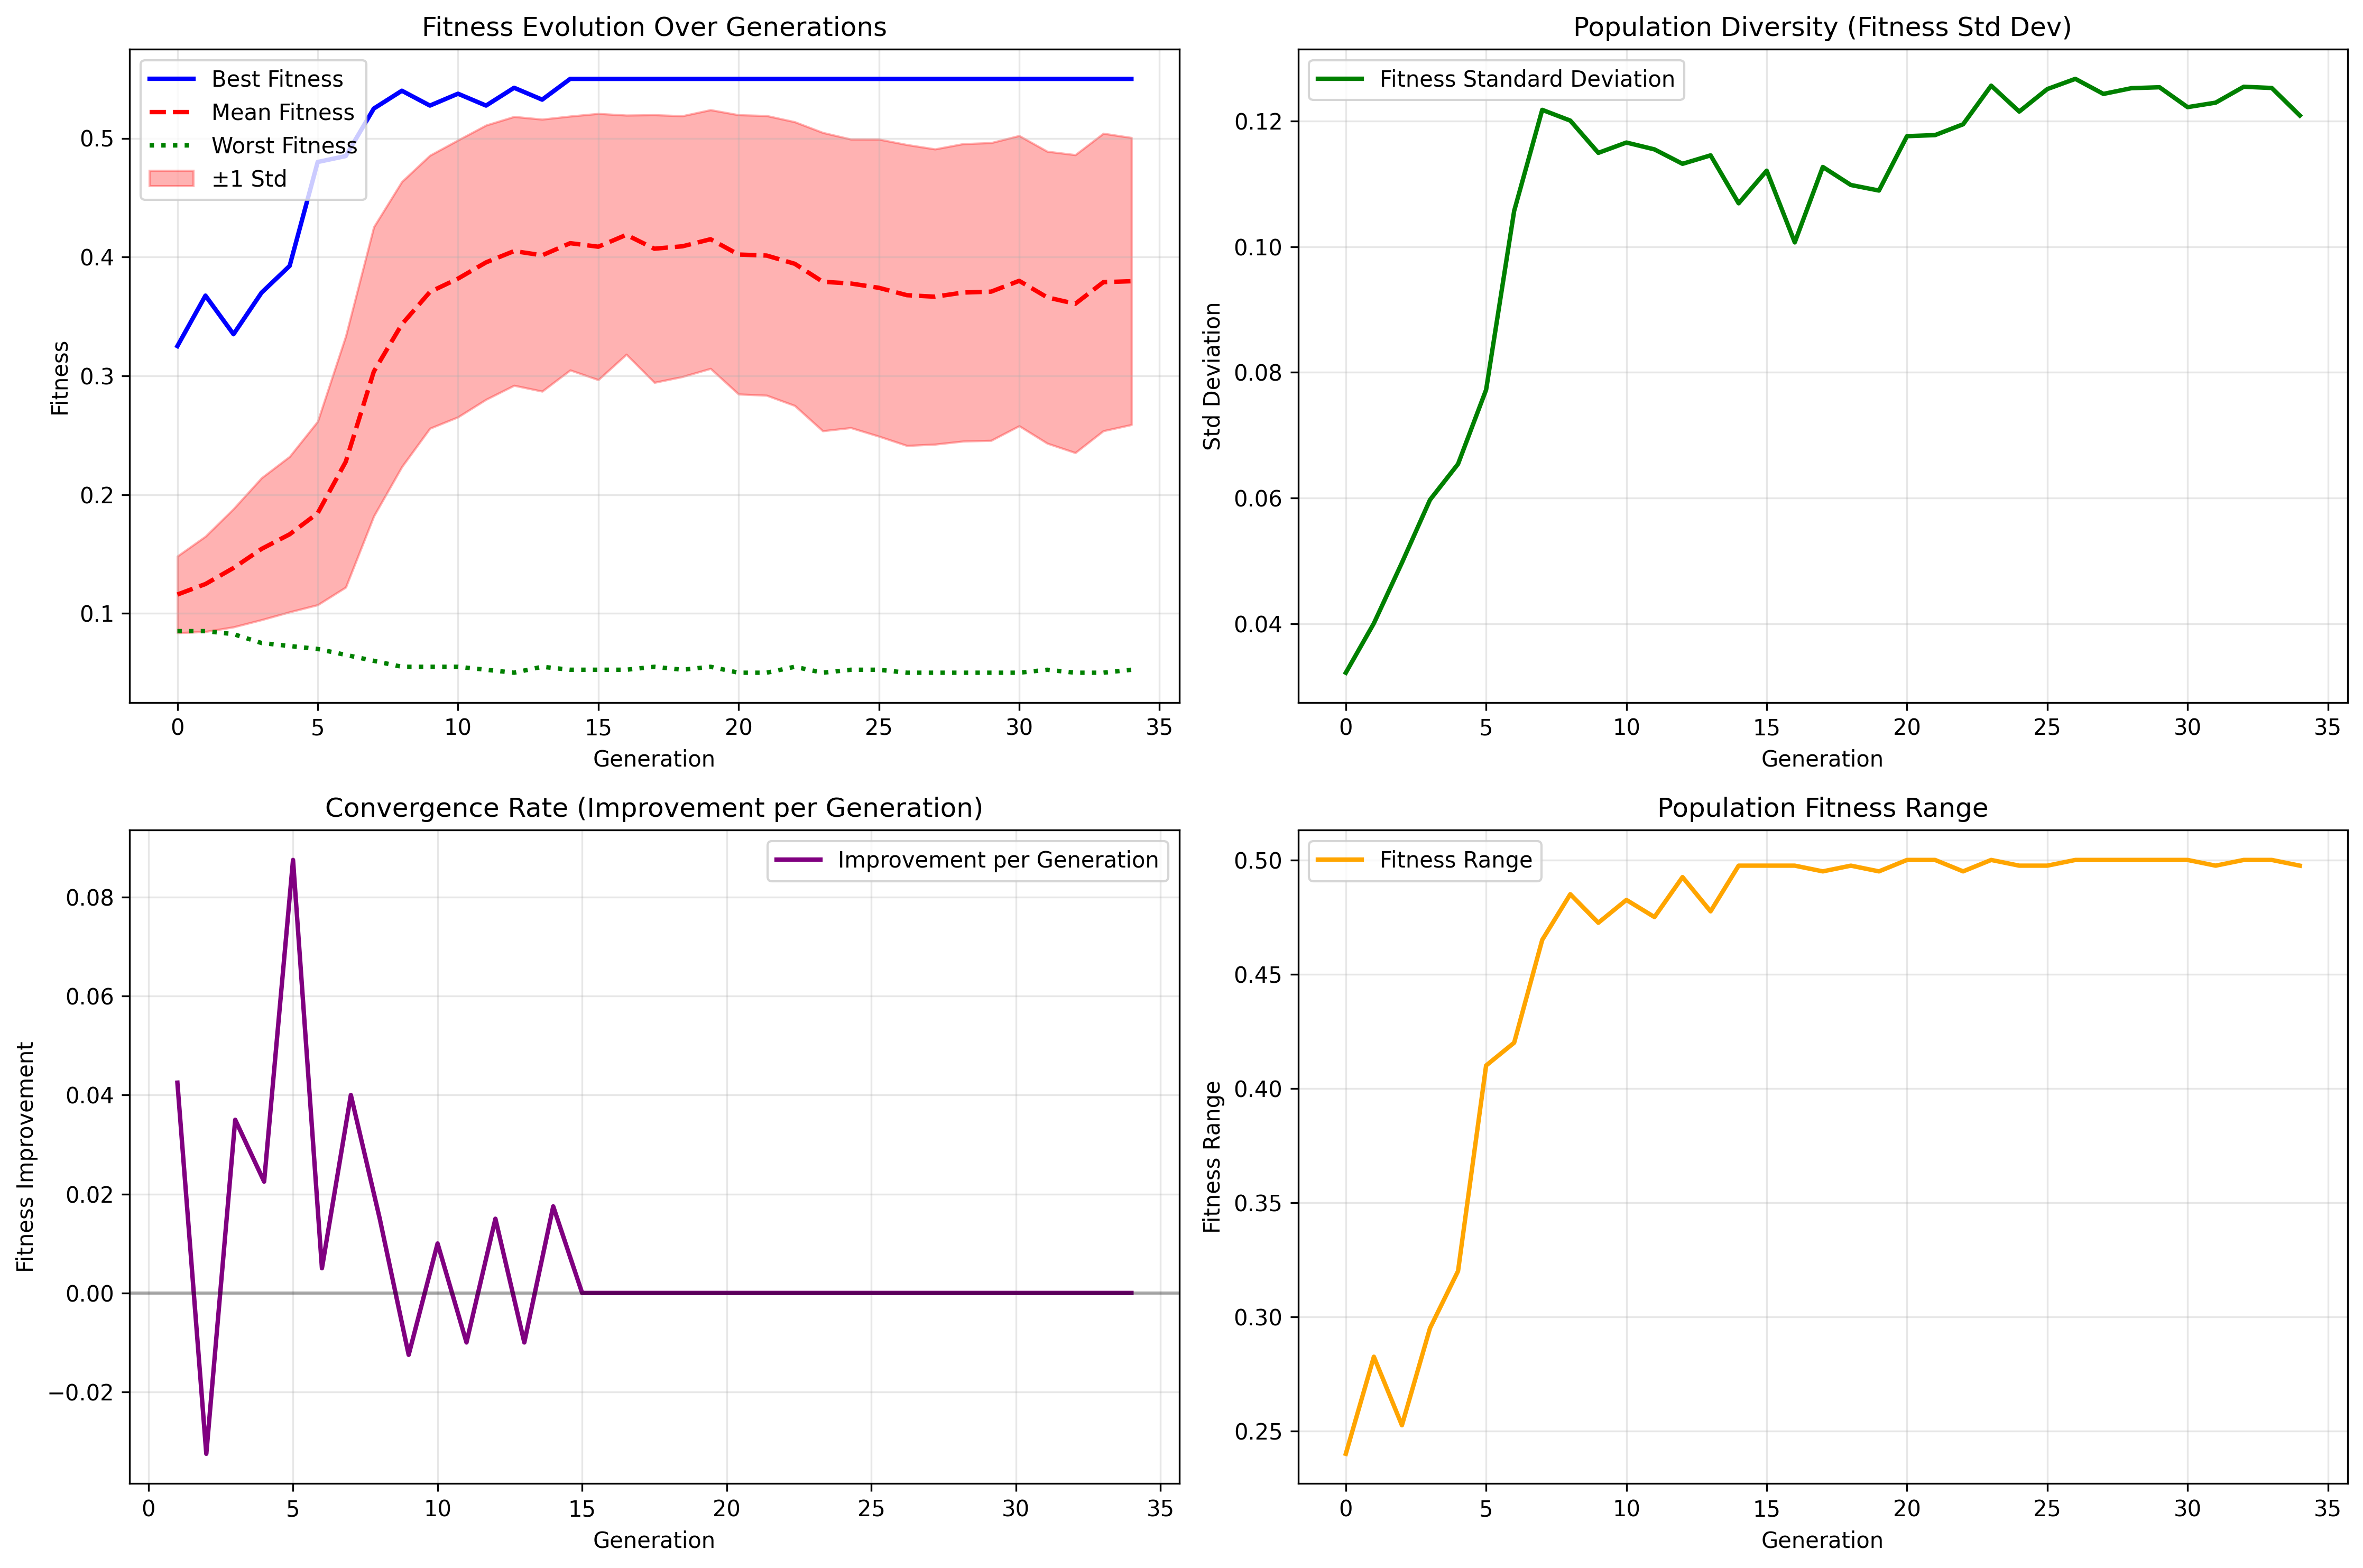 Fitness Evolution Over Generations
Best Fitness
Mean Fitness
Worst Fitness
±1 Std
Fitness
0.5
0.4
0.3
0.2
0.1
0 5 10 15 20 25 30 35
Generation
Population Diversity (Fitness Std Dev)
Fitness Standard Deviation
Std Deviation
0.12
0.10
0.08
0.06
0.04
0 5 10 15 20 25 30 35
Generation
Convergence Rate (Improvement per Generation)
Improvement per Generation
Fitness Improvement
0.08
0.06
0.04
0.02
0.00
−0.02
0 5 10 15 20 25 30 35
Generation
Population Fitness Range
Fitness Range
Fitness Range
0.50
0.45
0.40
0.35
0.30
0.25
0 5 10 15 20 25 30 35
Generation